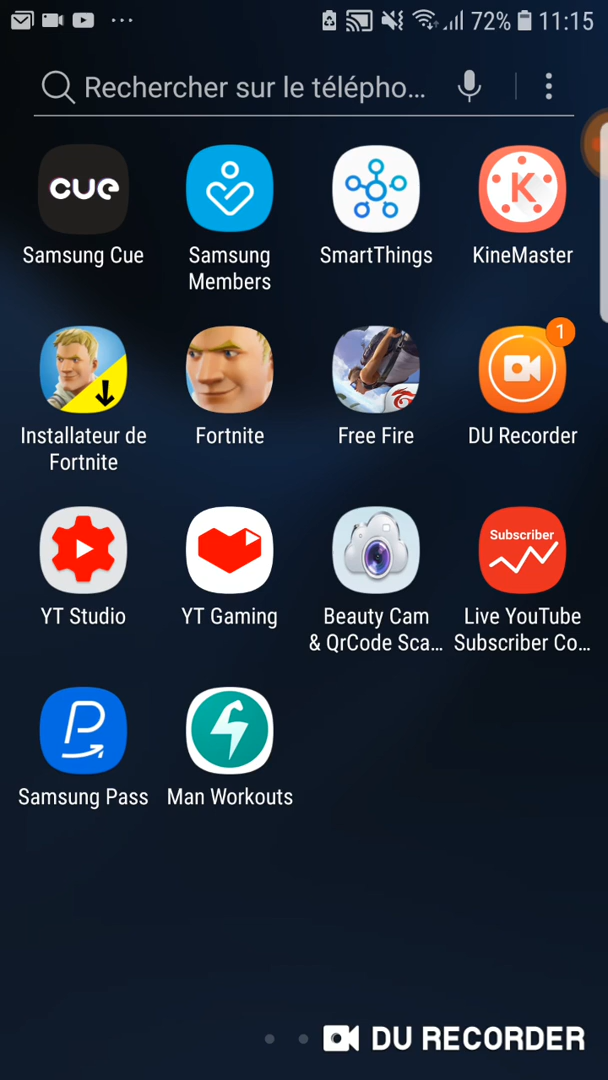 72% 11:15
Rechercher sur le télépho...
cue
K
Samsung Cue
Samsung
Members
SmartThings
KineMaster
1
Installateur de
Fortnite
Fortnite
Free Fire
DU Recorder
Subscriber
YT Studio
YT Gaming
Beauty Cam
& QrCode Sca...
Live YouTube
Subscriber Co...
Samsung Pass
Man Workouts
DU RECORDER